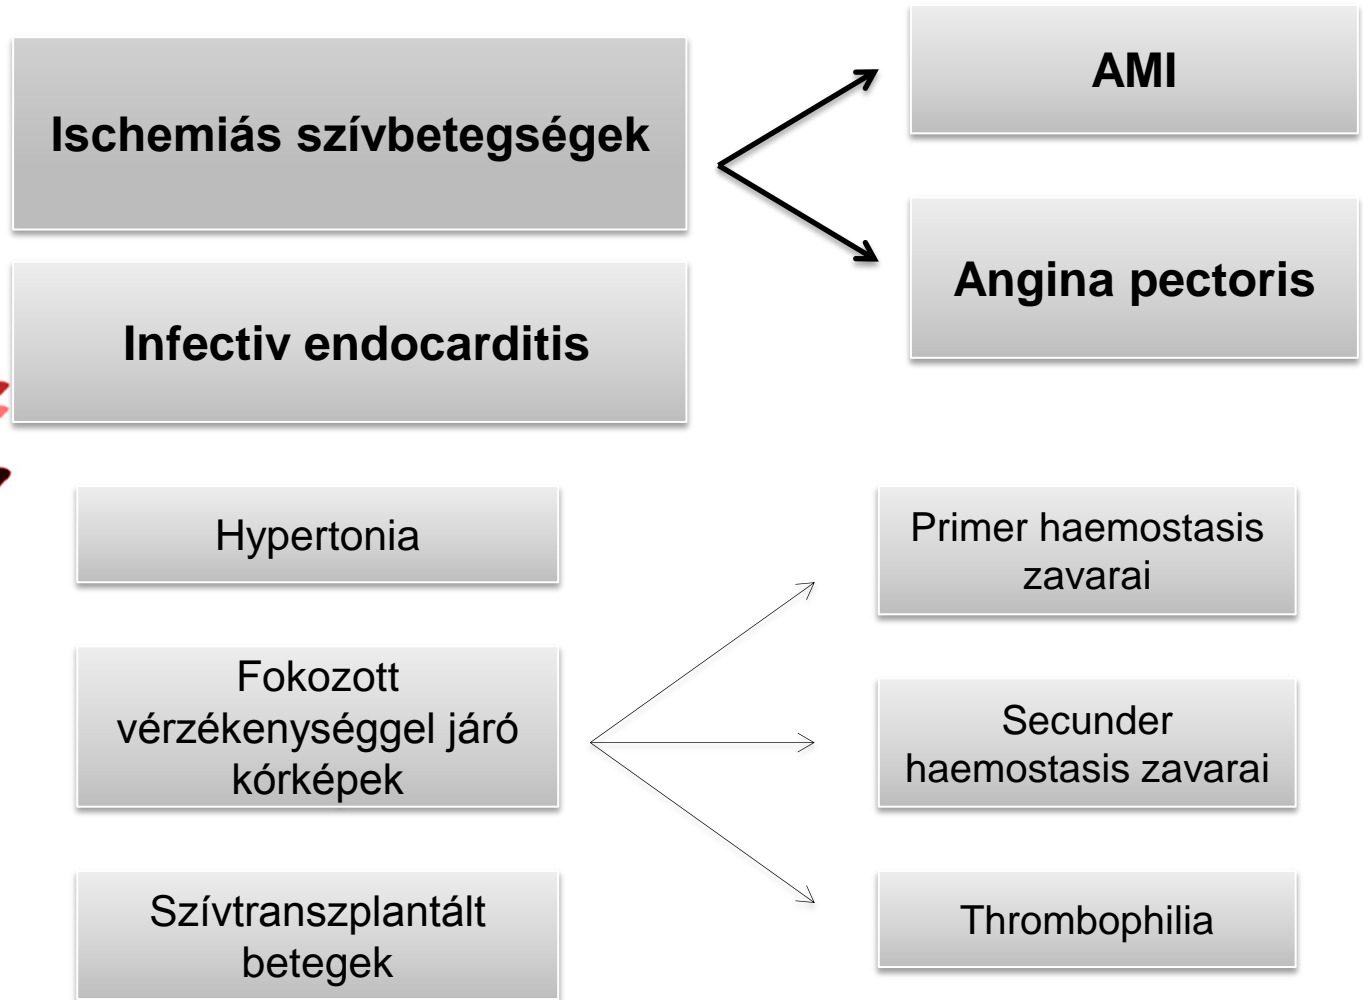 Ischemiás szívbetegségek
AMI
Angina pectoris
Infectiv endocarditis
Hypertonia
Fokozott
vérzékenységgel járó
kórképek
Szívtranszplantált
betegek
Primer haemostasis
zavarai
Secunder
haemostasis zavarai
Thrombophilia